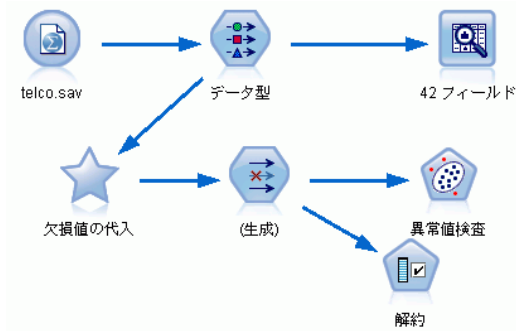 telco.sav
データ型
42 フィールド
欠損値の代入
(生成)
異常値検査
解約